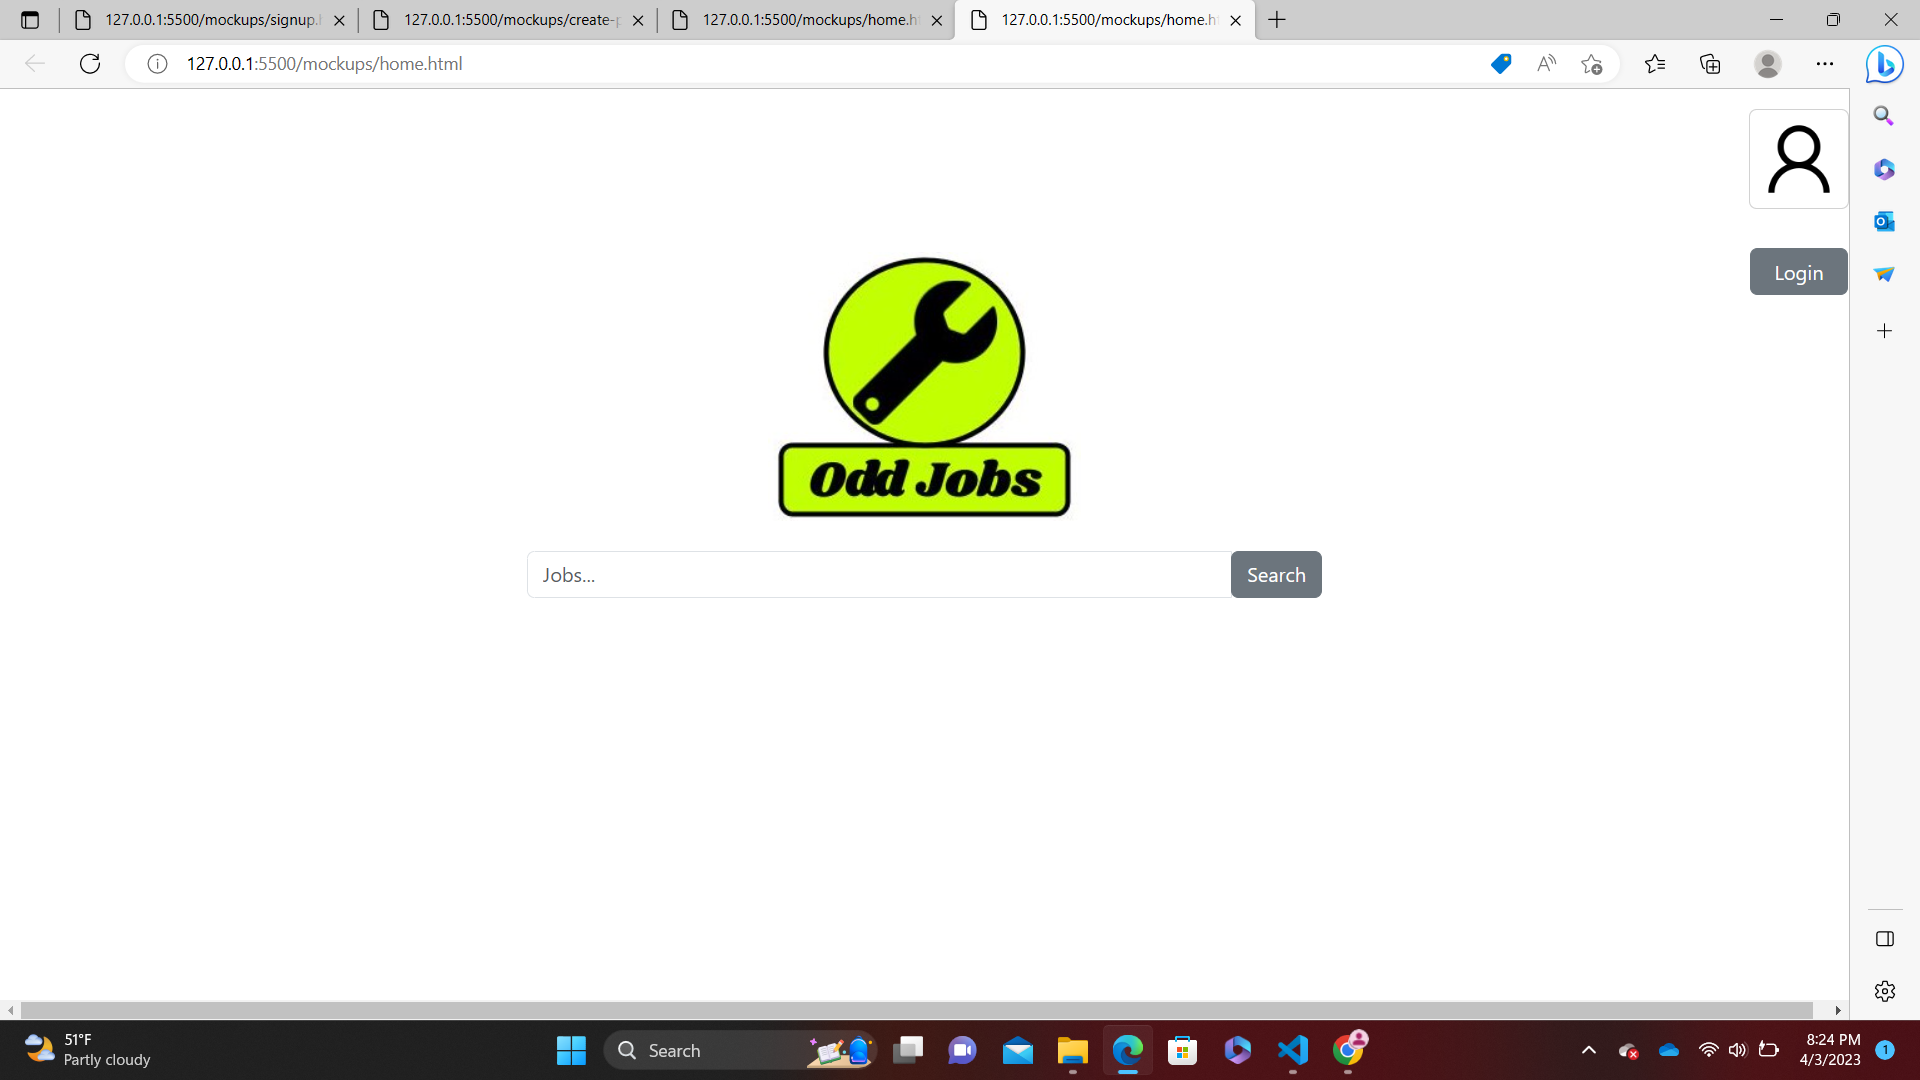 127.0.0.1:5500/mockups/signup.h
127.0.0.1:5500/mockups/create-p
127.0.0.1:5500/mockups/home.ht
127.0.0.1:5500/mockups/home.ht
127.0.0.1:5500/mockups/home.html
Login
Odd Jobs
Jobs...
Search
51°F
Partly cloudy
Search
8:24 PM
4/3/2023
1